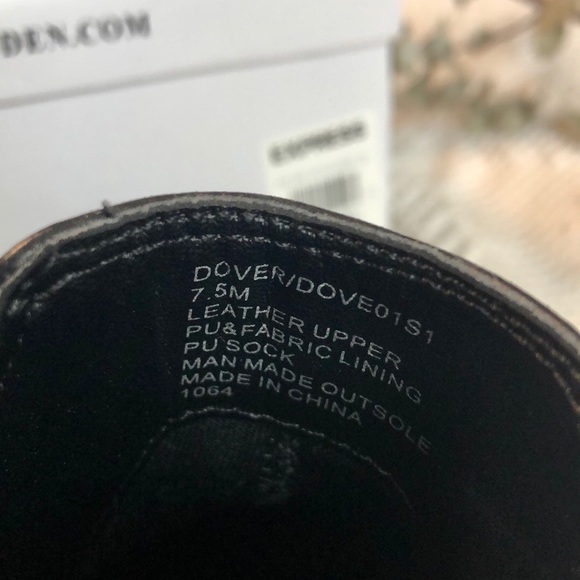 DEN.COM
DOVER/DOVE01S1
7.5M
LEATHER UPPER
PU&FABRIC LINING
PU SOCK
MAN MADE OUTSOLE
MADE IN CHINA
1064